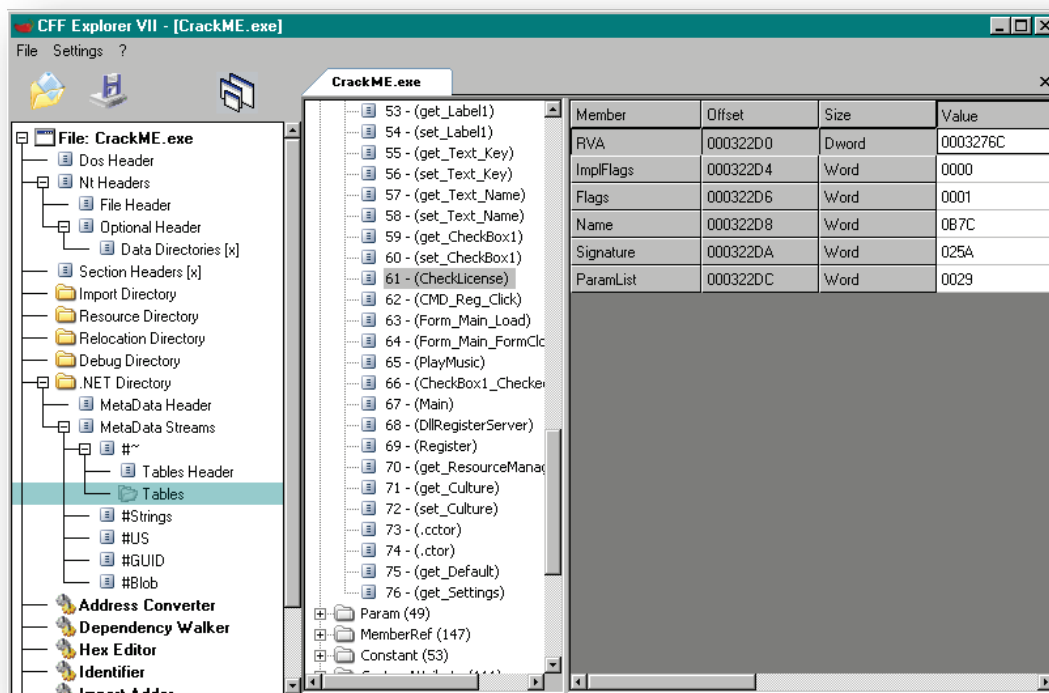 CFF Explorer VII - [CrackME.exe]
File Settings ?
CrackME.exe
File: CrackME.exe
Dos Header
Nt Headers
File Header
Optional Header
Data Directories [x]
Section Headers [x]
Import Directory
Resource Directory
Relocation Directory
Debug Directory
.NET Directory
MetaData Header
MetaData Streams
#~
Tables Header
Tables
#Strings
#US
#GUID
#Blob
Address Converter
Dependency Walker
Hex Editor
Identifier
Import Adder
53 - (get_Label1)
54 - (set_Label1)
55 - (get_Text_Key)
56 - (set_Text_Key)
57 - (get_Text_Name)
58 - (set_Text_Name)
59 - (get_CheckBox1)
60 - (set_CheckBox1)
61 - (CheckLicense)
62 - (CMD_Reg_Click)
63 - (Form_Main_Load)
64 - (Form_Main_FormClo
65 - (PlayMusic)
66 - (CheckBox1_Checked
67 - (Main)
68 - (DllRegisterServer)
69 - (Register)
70 - (get_ResourceManag
71 - (get_Culture)
72 - (set_Culture)
73 - (.cctor)
74 - (.ctor)
75 - (get_Default)
76 - (get_Settings)
Param (49)
MemberRef (147)
Constant (53)
Member Offset Size Value
RVA 000322D0 Dword 0003276C
ImplFlags 000322D4 Word 0000
Flags 000322D6 Word 0001
Name 000322D8 Word 0B7C
Signature 000322DA Word 025A
ParamList 000322DC Word 0029